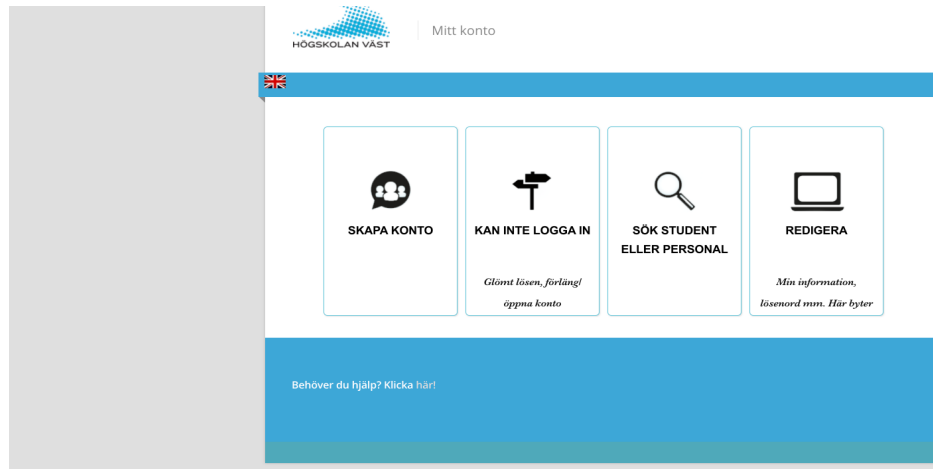 HÖGSKOLAN VÄST
Mitt konto
SKAPA KONTO
KAN INTE LOGGA IN
Glömt lösen, förläng/
öppna konto
SÖK STUDENT
ELLER PERSONAL
REDIGERA
Min information,
lösenord mm. Här byter
Behöver du hjälp? Klicka här!